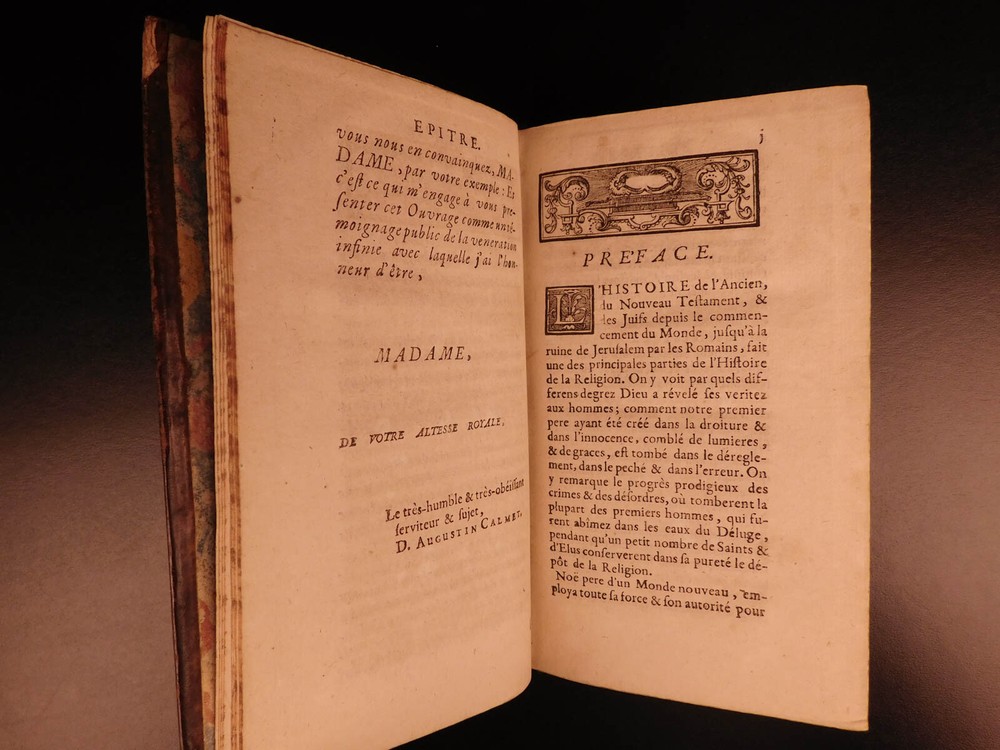 EPITRE.
vous nous en convainquez, MA-
DAME, par votre exemple: Et
c'eſt ce qui m'engage à vous pre-
ſenter cet Ouvrage comme un té-
moignage public de la veneration
infinie avec laquelle j'ai l'hon-
neur d'être,
MADAME,
DE VOTRE ALTESSE ROYALE,
Le très-humble & très-obéiſſant
ſerviteur & ſujet,
D. AUGUSTIN CALMET.
j
PREFACE.
L'HISTOIRE de l'Ancien,
du Nouveau Teſtament, &
des Juifs depuis le commen-
cement du Monde, juſqu'à la
ruine de Jeruſalem par les Romains, fait
une des principales parties de l'Hiſtoire
de la Religion. On y voit par quels dif-
ferens degrez Dieu a révelé ſes veritez
aux hommes; comment notre premier
pere ayant été créé dans la droiture &
dans l'innocence, comblé de lumieres,
& de graces, eſt tombé dans le déregle-
ment, dans le peché & dans l'erreur. On
y remarque le progrès prodigieux des
crimes & des déſordres, où tomberent la
plupart des premiers hommes, qui fu-
rent abîmez dans les eaux du Déluge,
pendant qu'un petit nombre de Saints &
d'Elus conſerverent dans ſa pureté le dé-
pôt de la Religion.
Noë pere d'un Monde nouveau, em-
ploya toute ſa force & ſon autorité pour